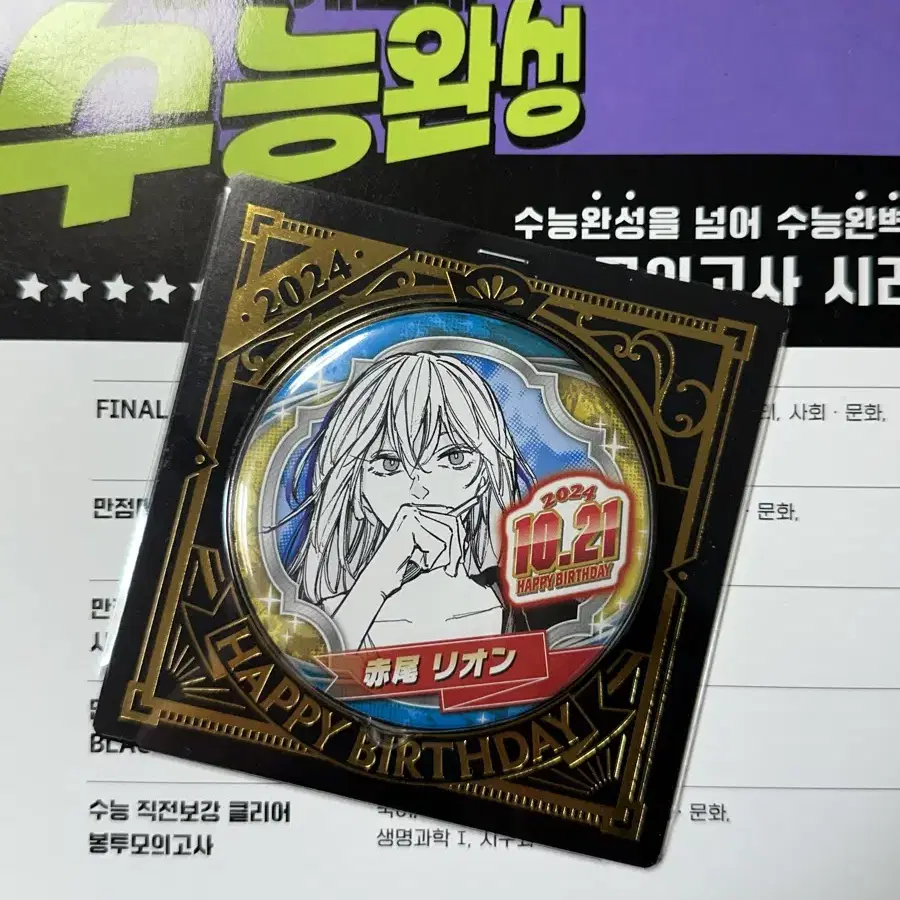 수능완성
수능완성을 넘어 수능완벽
모의고사 시리
★★★★
FINAL
사회 · 문화,
만점
· 문화,
수능 직전보강 클리어
봉투모의고사
· 문화,
생명과학 I,
2024
2024
10.21
HAPPY BIRTHDAY
赤尾 リオン
HAPPY BIRTHDAY